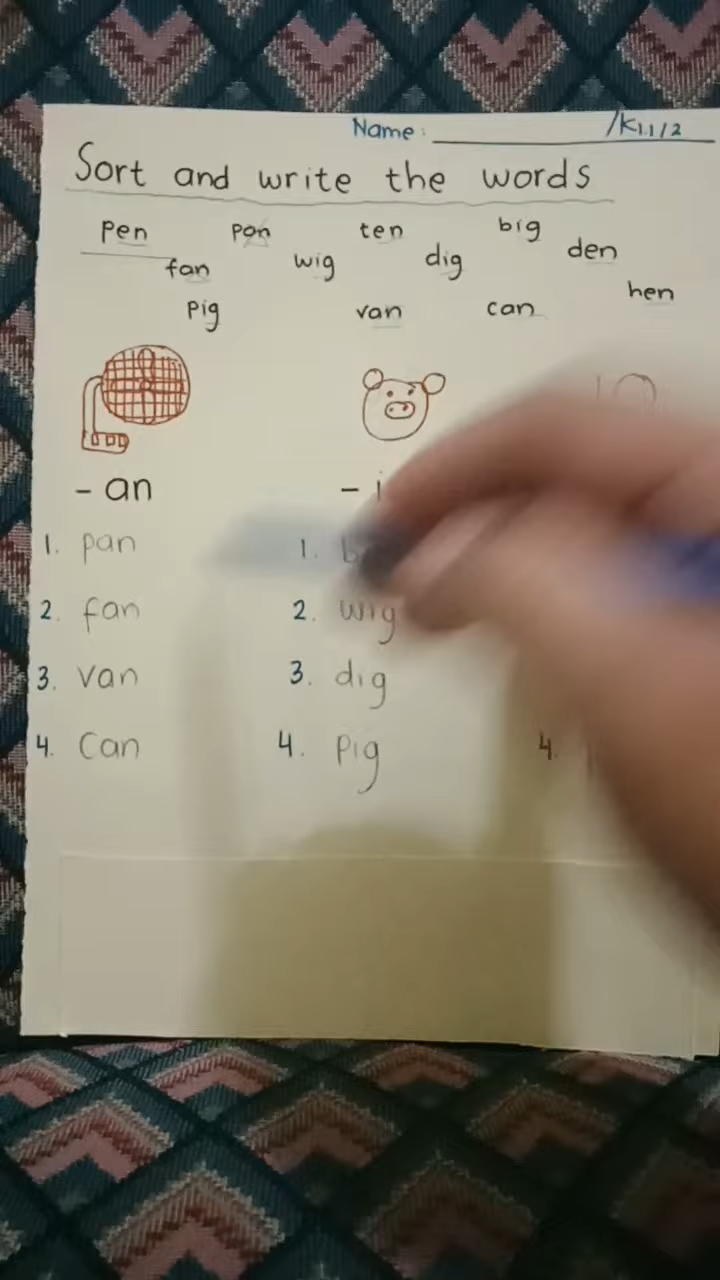 Name: /K1.1/2
Sort and write the words
pen pan ten big
fan wig dig den
pig van can hen
- an - i
1. pan 1. b
2. fan 2. wig
3. van 3. dig
4. Can 4. Pig 4.